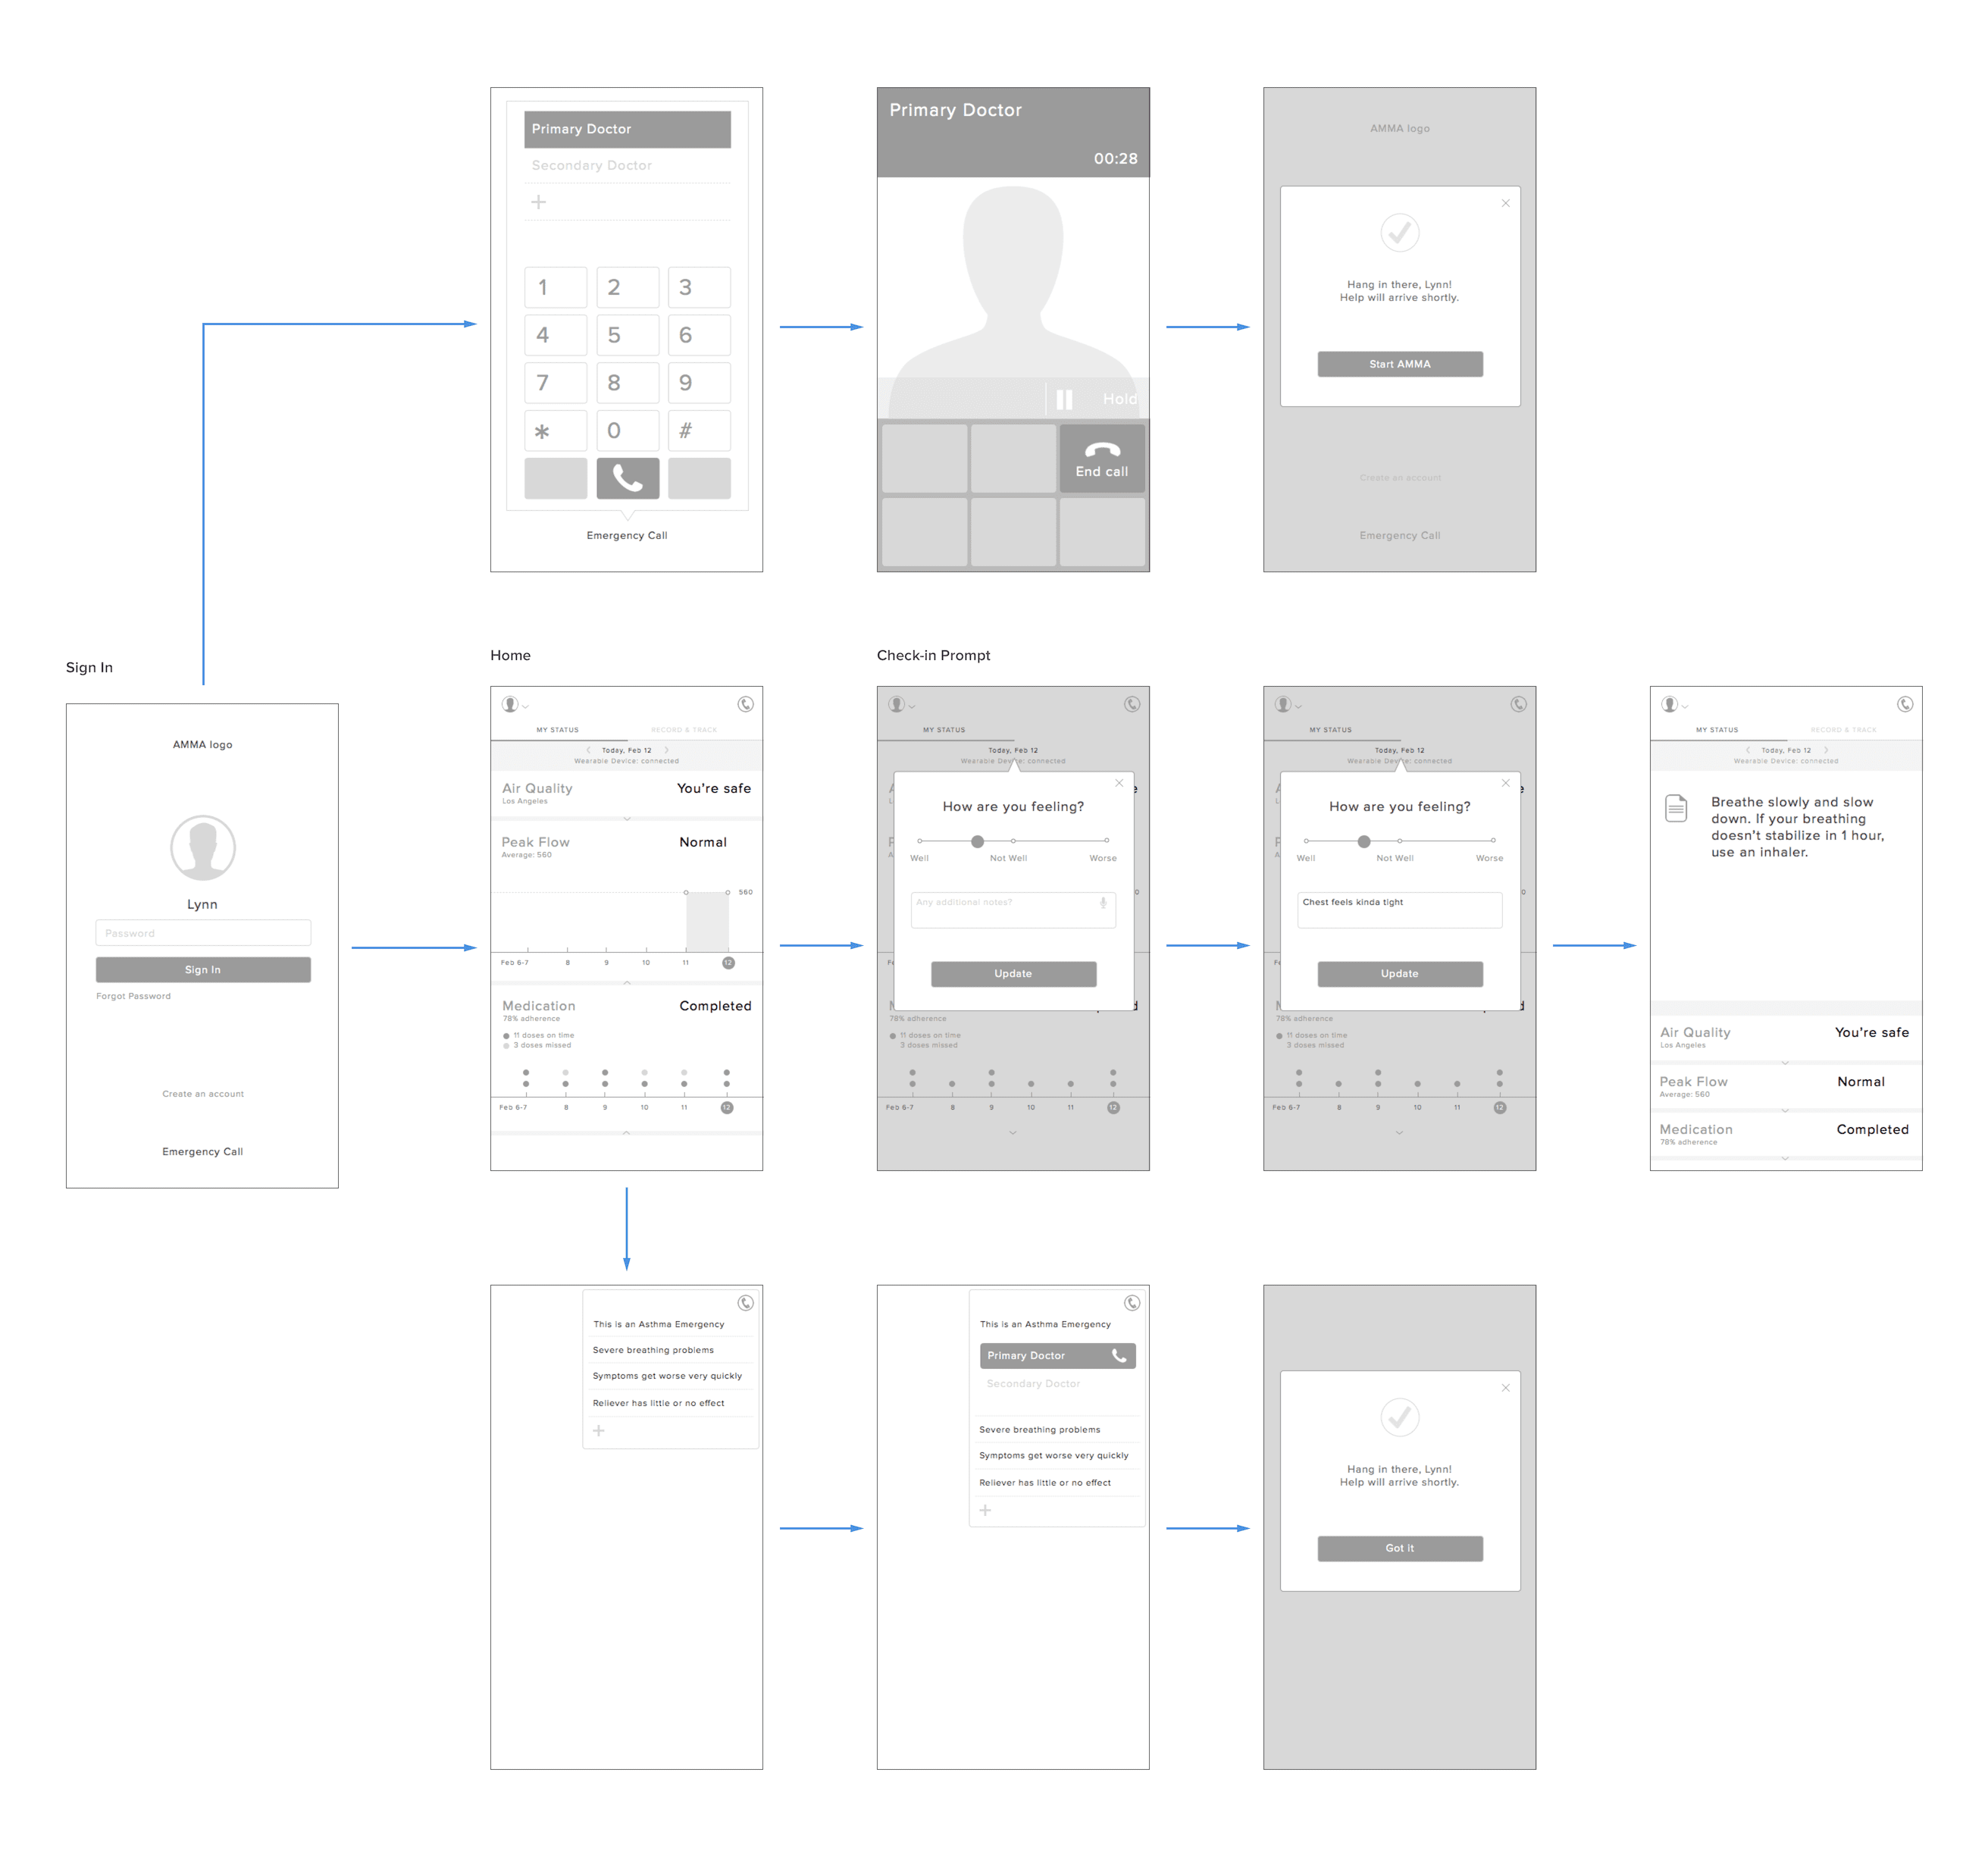 Primary Doctor
Secondary Doctor
+
1 2 3
4 5 6
7 8 9
* 0 #
Emergency Call
Primary Doctor
00:28
Hold
End call
AMMA logo
Hang in there, Lynn!
Help will arrive shortly.
Start AMMA
Create an account
Emergency Call
Sign In
AMMA logo
Lynn
Password
Sign In
Forgot Password
Create an account
Emergency Call
Home
MY STATUS RECORD & TRACK
Today, Feb 12
Wearable Device: connected
Air Quality You're safe
Los Angeles
Peak Flow Normal
Average: 560
560
Feb 6-7 8 9 10 11 12
Medication Completed
78% adherence
11 doses on time
3 doses missed
Feb 6-7 8 9 10 11 12
Check-in Prompt
MY STATUS
Today, Feb 12
Wearable Device: connected
How are you feeling?
Well Not Well Worse
Any additional notes?
Update
78% adherence
11 doses on time
3 doses missed
Feb 6-7 8 9 10 11 12
MY STATUS
Today, Feb 12
Wearable Device: connected
How are you feeling?
Well Not Well Worse
Chest feels kinda tight
Update
78% adherence
11 doses on time
3 doses missed
Feb 6-7 8 9 10 11 12
MY STATUS RECORD & TRACK
Today, Feb 12
Wearable Device: connected
Breathe slowly and slow
down. If your breathing
doesn't stabilize in 1 hour,
use an inhaler.
Air Quality You're safe
Los Angeles
Peak Flow Normal
Average: 560
Medication Completed
78% adherence
This is an Asthma Emergency
Severe breathing problems
Symptoms get worse very quickly
Reliever has little or no effect
+
This is an Asthma Emergency
Primary Doctor
Secondary Doctor
Severe breathing problems
Symptoms get worse very quickly
Reliever has little or no effect
+
Hang in there, Lynn!
Help will arrive shortly.
Got it